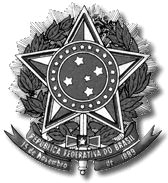 REPÚBLICA FEDERATIVA DO BRASIL
15 de Novembro de 1889